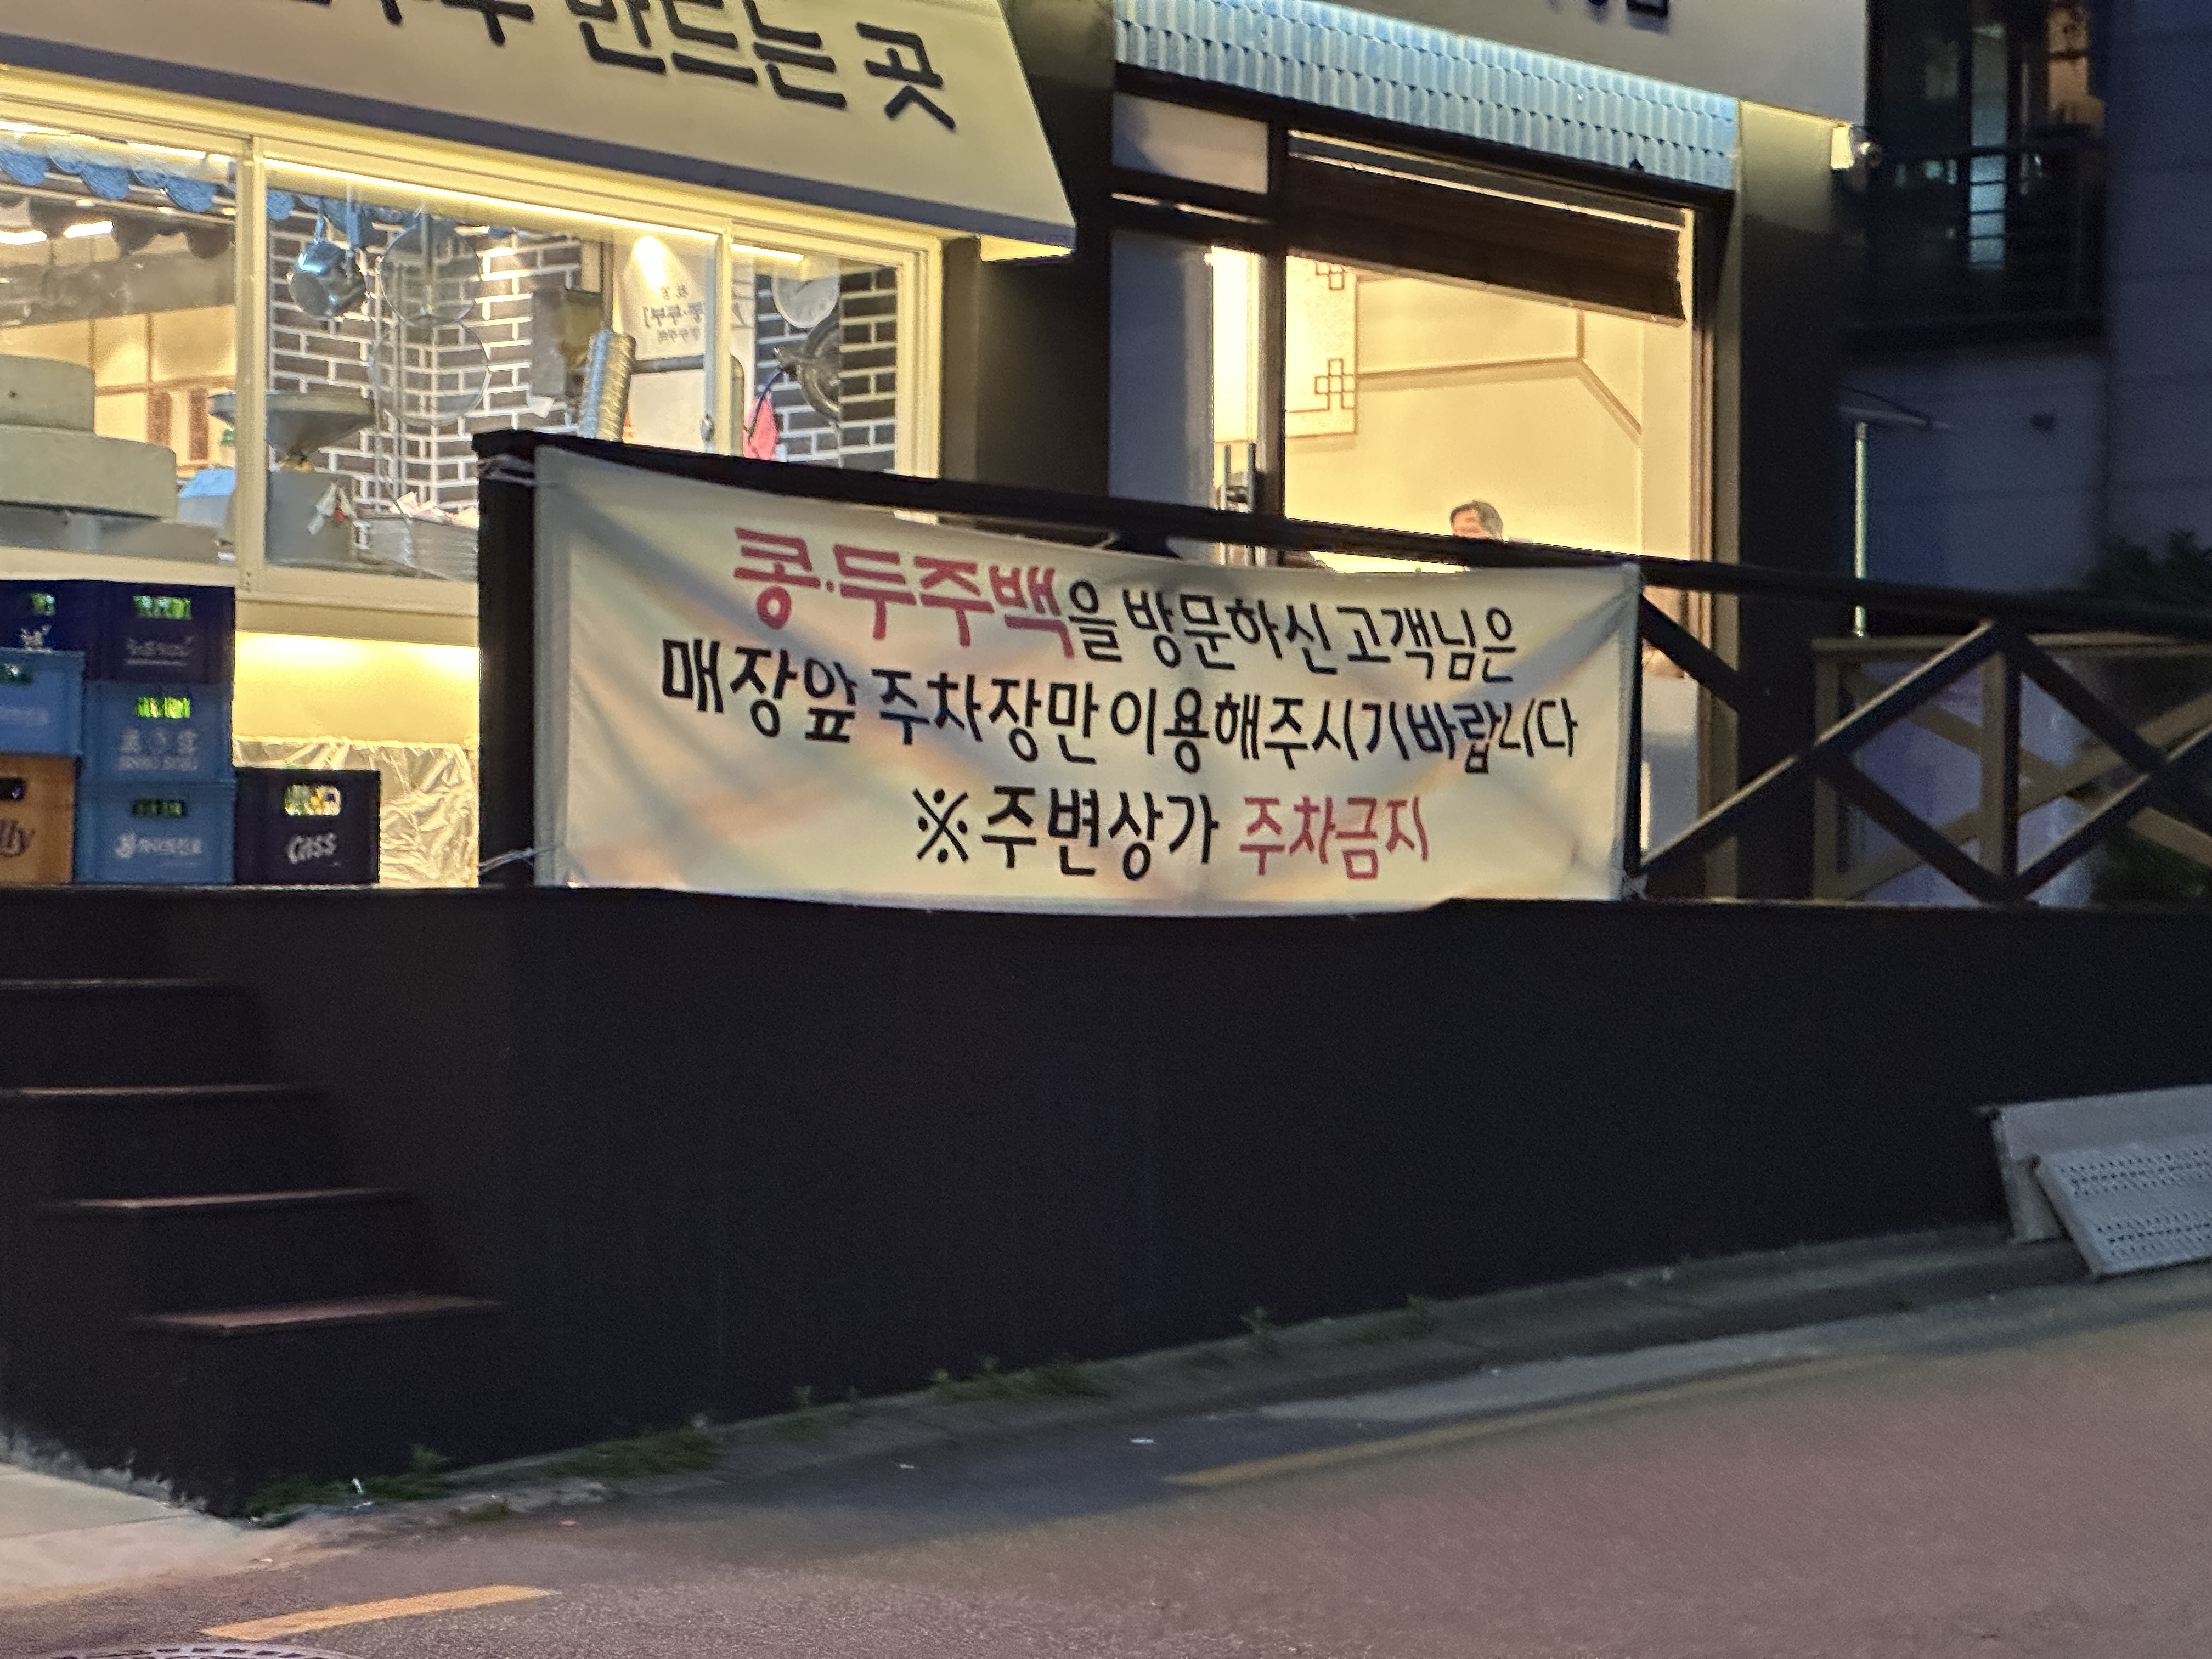 만드는 곳
콩·두주백을 방문하신 고객님은
매장앞 주차장만 이용해주시기바랍니다
※주변상가 주차금지
cass